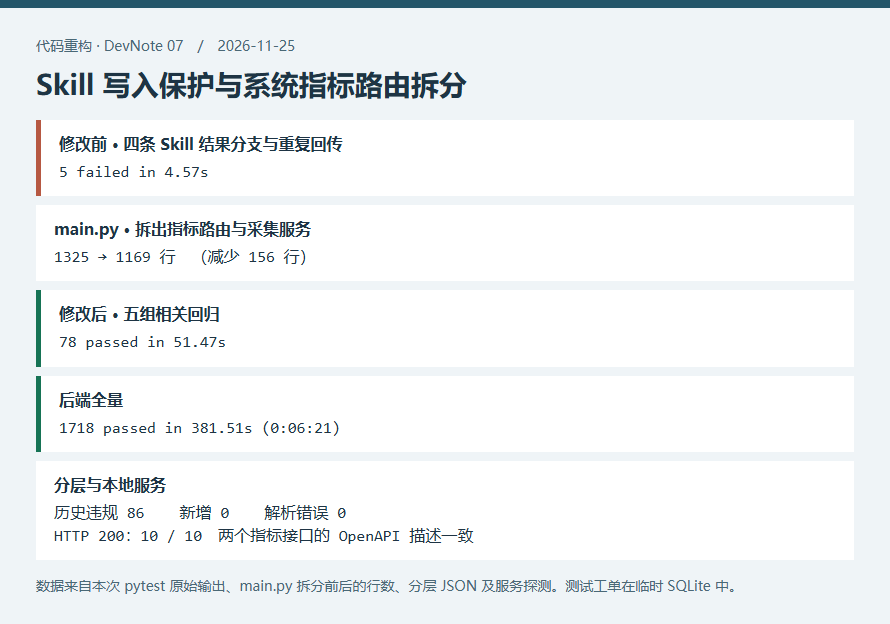 代码重构 · DevNote 07 / 2026-11-25
Skill 写入保护与系统指标路由拆分
修改前 • 四条 Skill 结果分支与重复回传
5 failed in 4.57s
main.py • 拆出指标路由与采集服务
1325 → 1169 行 （减少 156 行）
修改后 • 五组相关回归
78 passed in 51.47s
后端全量
1718 passed in 381.51s (0:06:21)
分层与本地服务
历史违规 86 新增 0 解析错误 0
HTTP 200: 10 / 10 两个指标接口的 OpenAPI 描述一致
数据来自本次 pytest 原始输出、main.py 拆分前后的行数、分层 JSON 及服务探测。测试工单在临时 SQLite 中。